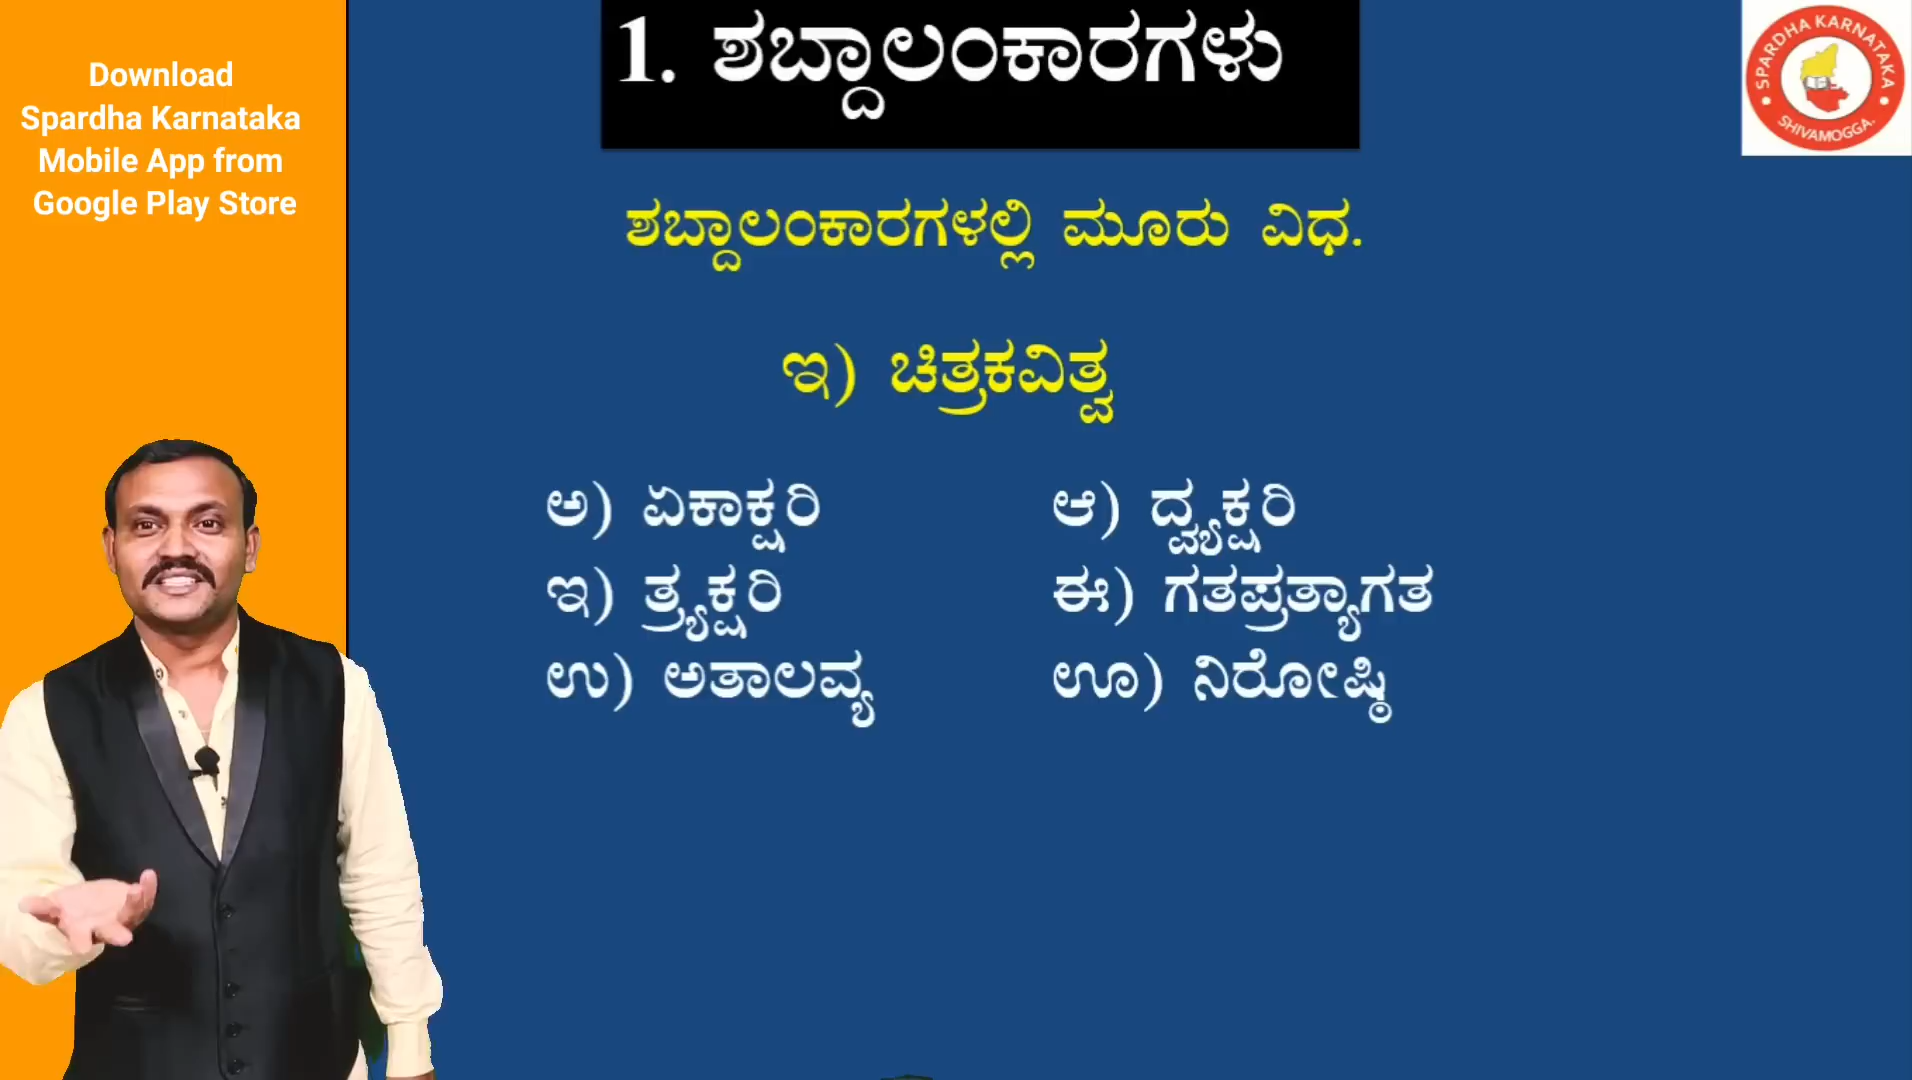 Download
Spardha Karnataka
Mobile App from
Google Play Store
1. ಶಬ್ದಾಲಂಕಾರಗಳು
SPARDHA KARNATAKA
SHIVAMOGGA.
ಶಬ್ದಾಲಂಕಾರಗಳಲ್ಲಿ ಮೂರು ವಿಧ.
ಇ) ಚಿತ್ರಕವಿತ್ವ
ಅ) ಏಕಾಕ್ಷರಿ ಆ) ದ್ವ್ಯಕ್ಷರಿ
ಇ) ತ್ರ್ಯಕ್ಷರಿ ಈ) ಗತಪ್ರತ್ಯಾಗತ
ಉ) ಅತಾಲವ್ಯ ಊ) ನಿರೋಷ್ಠಿ